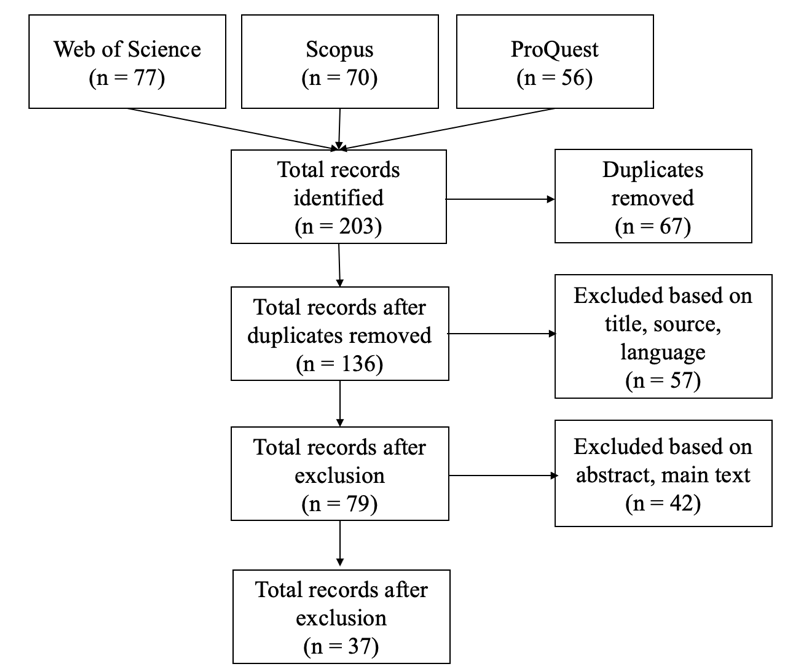 Web of Science
(n = 77)
Scopus
(n = 70)
ProQuest
(n = 56)
Total records
identified
(n = 203)
Duplicates
removed
(n = 67)
Total records after
duplicates removed
(n = 136)
Excluded based on
title, source,
language
(n = 57)
Total records after
exclusion
(n = 79)
Excluded based on
abstract, main text
(n = 42)
Total records after
exclusion
(n = 37)